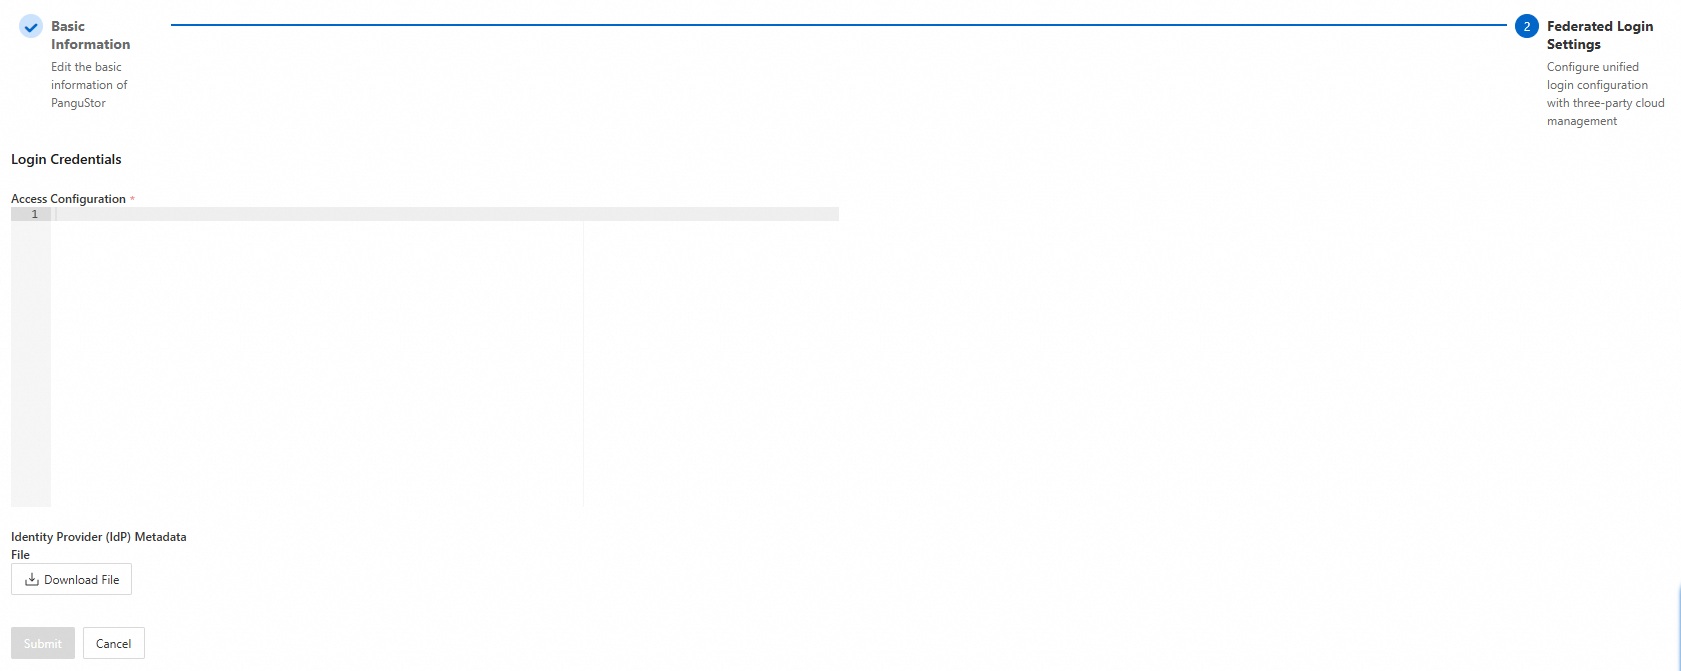 Basic
Information
Edit the basic
information of
PanguStor
2
Federated Login
Settings
Configure unified
login configuration
with three-party cloud
management
Login Credentials
Access Configuration *
1
Identity Provider (IdP) Metadata
File
Download File
Submit
Cancel